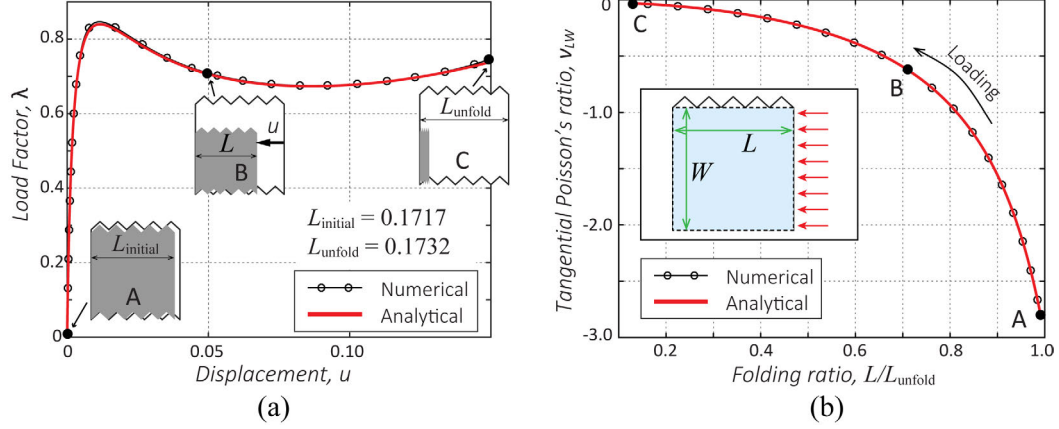 Load Factor, λ
0.8
0.6
0.4
0.2
0
0
0.05
0.10
Displacement, u
L
B
u
L_unfold
C
L_initial
A
L_initial = 0.1717
L_unfold = 0.1732
Numerical
Analytical
(a)
Tangential Poisson's ratio, ν_LW
0
-1.0
-2.0
-3.0
0.2
0.4
0.6
0.8
1.0
Folding ratio, L/L_unfold
C
B
A
Loading
L
W
Numerical
Analytical
(b)